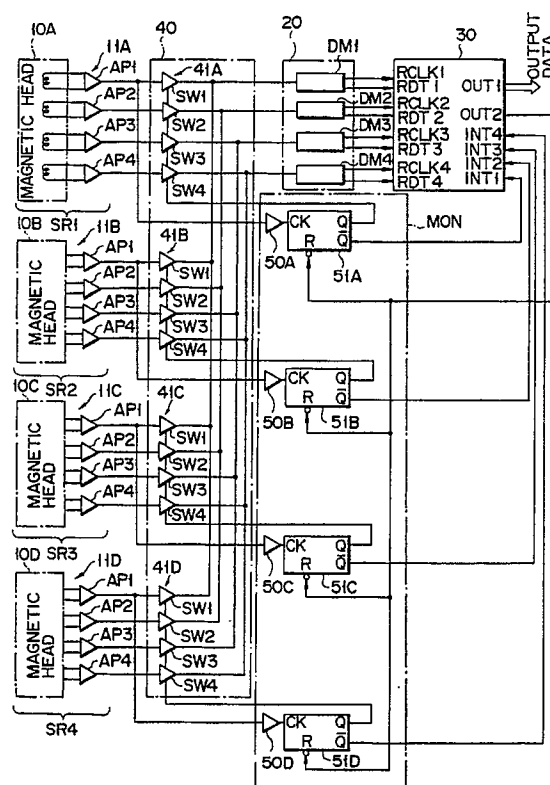 10A
11A
40
20
DM1
30
OUTPUT DATA
MAGNETIC HEAD
AP1
AP2
AP3
AP4
41A
SW1
SW2
SW3
SW4
DM2
DM3
DM4
RCLK1
RDT1
RCLK2
RDT2
RCLK3
RDT3
RCLK4
RDT4
OUT1
OUT2
INT4
INT3
INT2
INT1
SR1
10B
11B
41B
50A
CK
Q
R
Q̅
51A
MON
MAGNETIC HEAD
AP1
AP2
AP3
AP4
SW1
SW2
SW3
SW4
SR2
10C
11C
41C
50B
CK
Q
R
Q̅
51B
MAGNETIC HEAD
AP1
AP2
AP3
AP4
SW1
SW2
SW3
SW4
SR3
10D
11D
41D
50C
CK
Q
R
Q̅
51C
MAGNETIC HEAD
AP1
AP2
AP3
AP4
SW1
SW2
SW3
SW4
SR4
50D
CK
Q
R
Q̅
51D